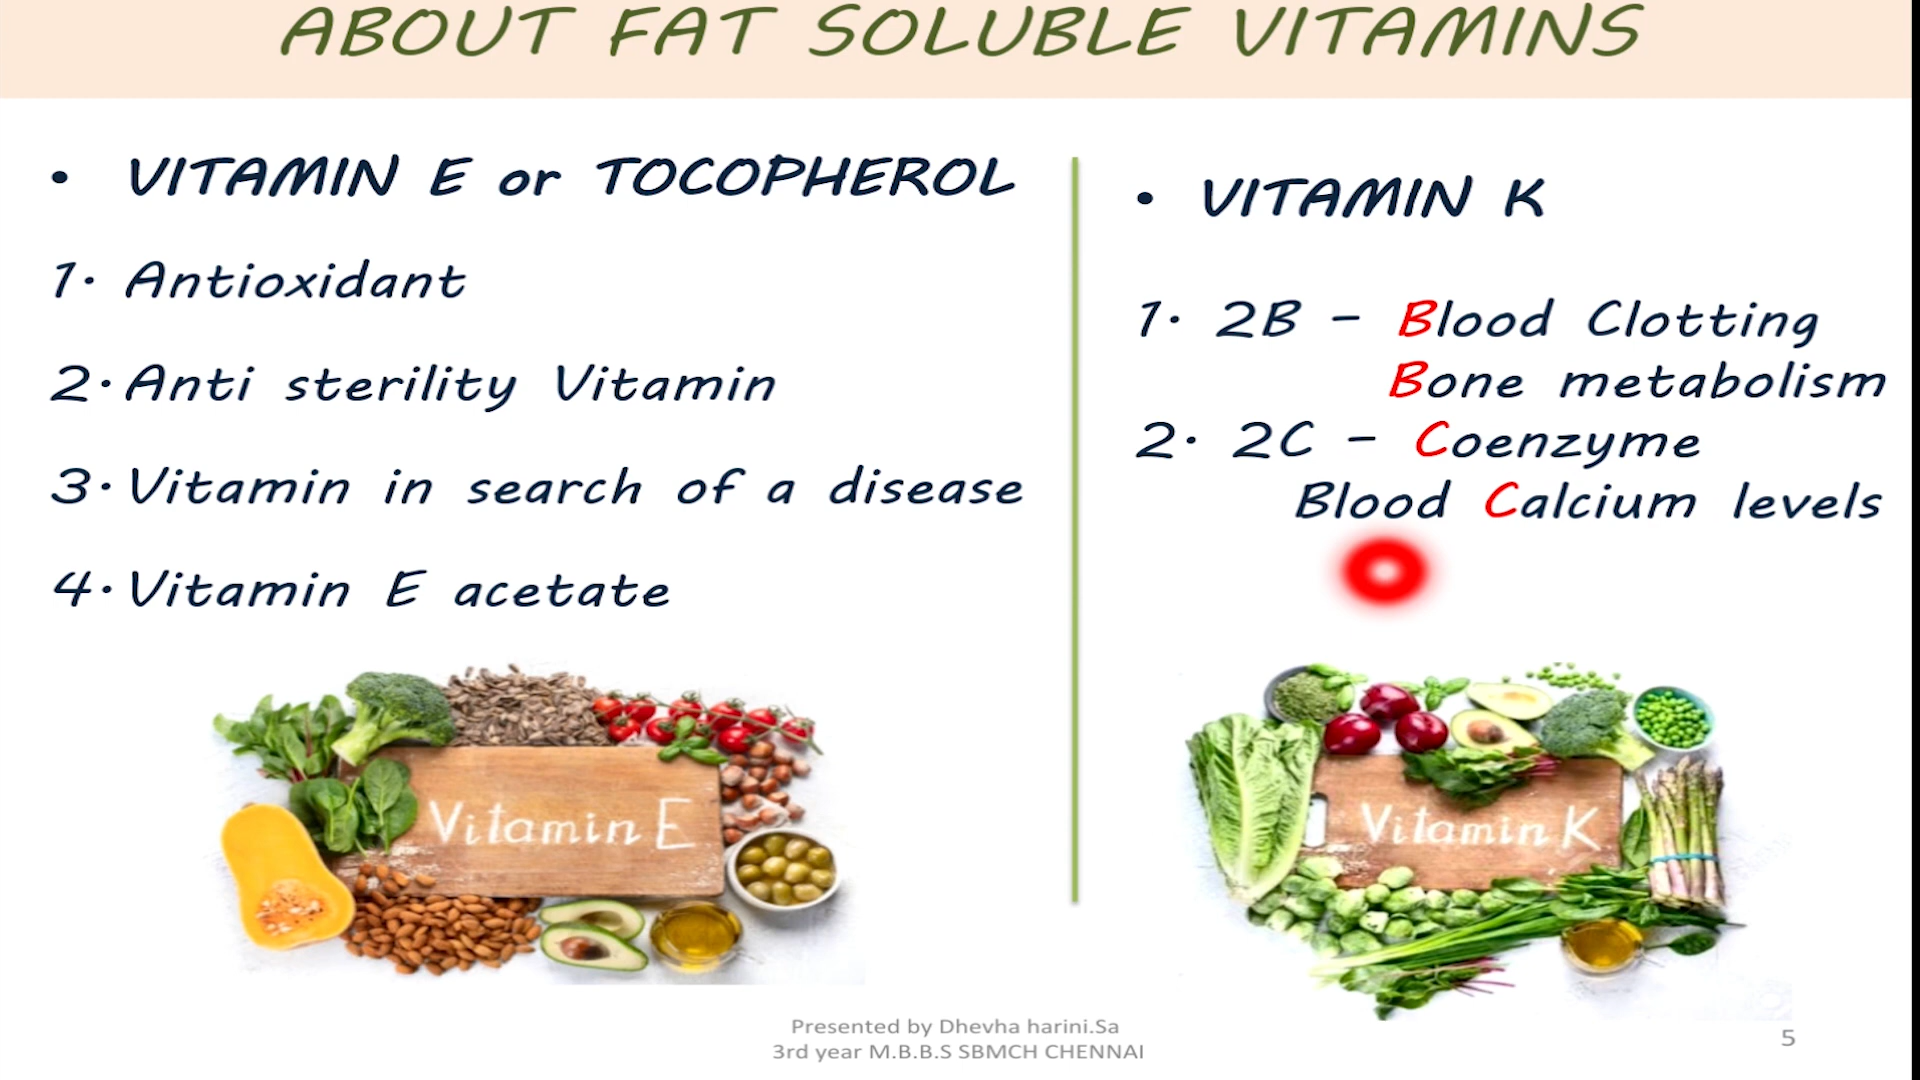 ABOUT FAT SOLUBLE VITAMINS
• VITAMIN E or TOCOPHEROL
1. Antioxidant
2. Anti sterility Vitamin
3. Vitamin in search of a disease
4. Vitamin E acetate
Vitamin E
• VITAMIN K
1. 2B - Blood Clotting
Bone metabolism
2. 2C - Coenzyme
Blood Calcium levels
Vitamin K
Presented by Dhevha harini.Sa
3rd year M.B.B.S SBMCH CHENNAI
5